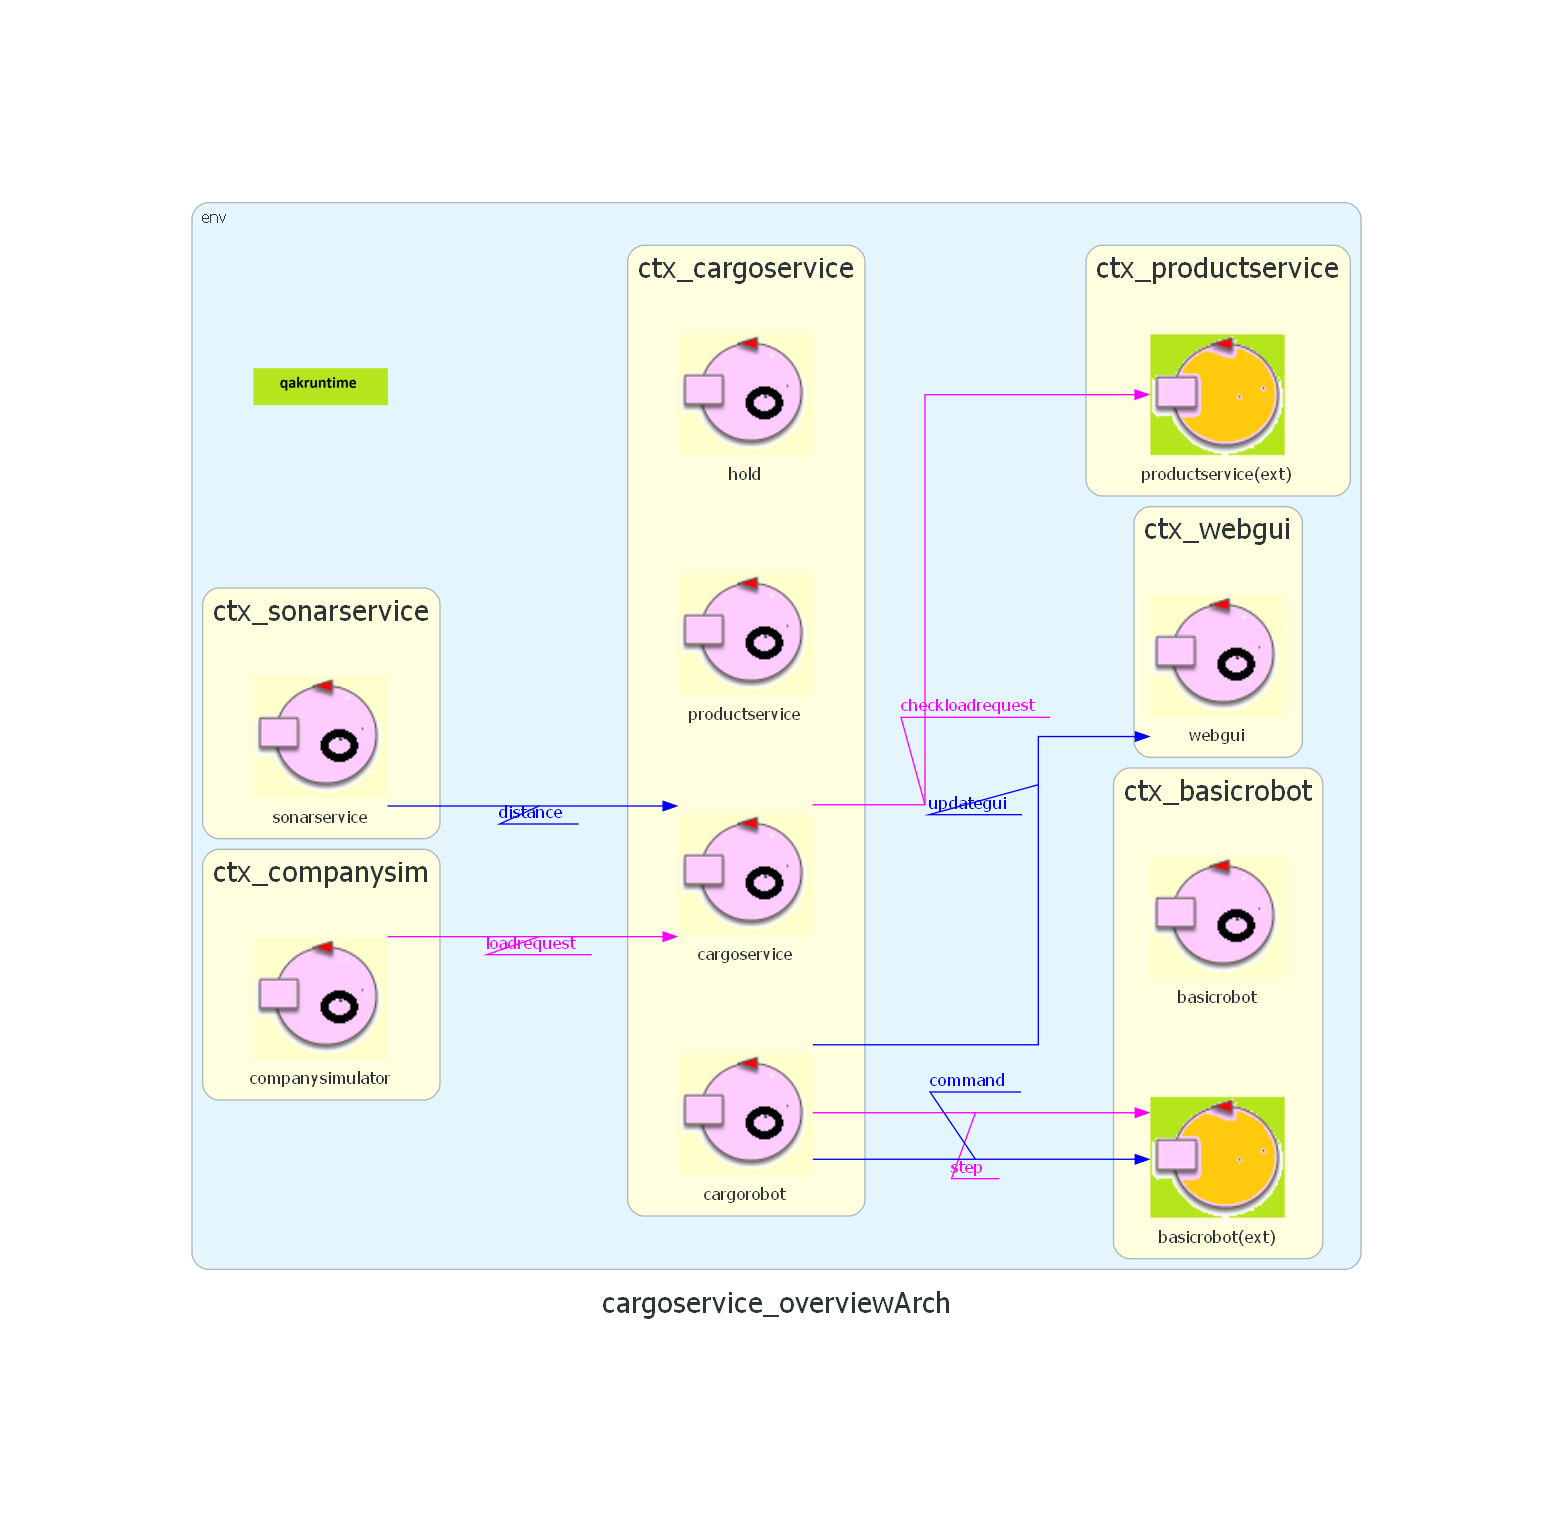 env
ctx_cargoservice
ctx_productservice
qakruntime
hold
productservice(ext)
ctx_webgui
ctx_sonarservice
productservice
checkloadrequest
webgui
updategui
distance
sonarservice
ctx_basicrobot
ctx_companysim
loadrequest
cargoservice
basicrobot
companysimulator
command
step
cargorobot
basicrobot(ext)
cargoservice_overviewArch